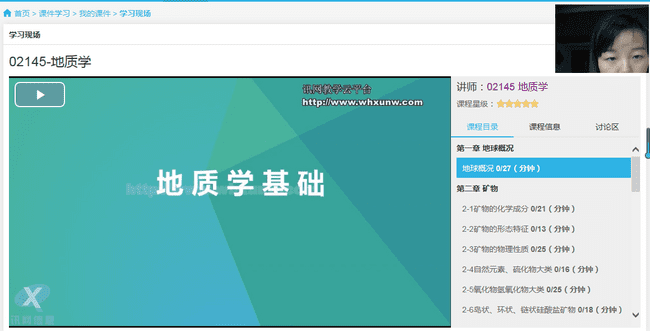 首页 > 课件学习 > 我的课件 > 学习现场
学习现场
02145-地质学
讯网教学云平台
http://www.whxunw.com
地质学基础
讲师：02145 地质学
课程星级：
课程目录 课程信息 讨论区
第一章 地球概况
地球概况 0/27（分钟）
第二章 矿物
2-1矿物的化学成分 0/21（分钟）
2-2矿物的形态特征 0/13（分钟）
2-3矿物的物理性质 0/25（分钟）
2-4自然元素、硫化物大类 0/16（分钟）
2-5氧化物氢氧化物大类 0/25（分钟）
2-6岛状、环状、链状硅酸盐矿物 0/18（分钟）